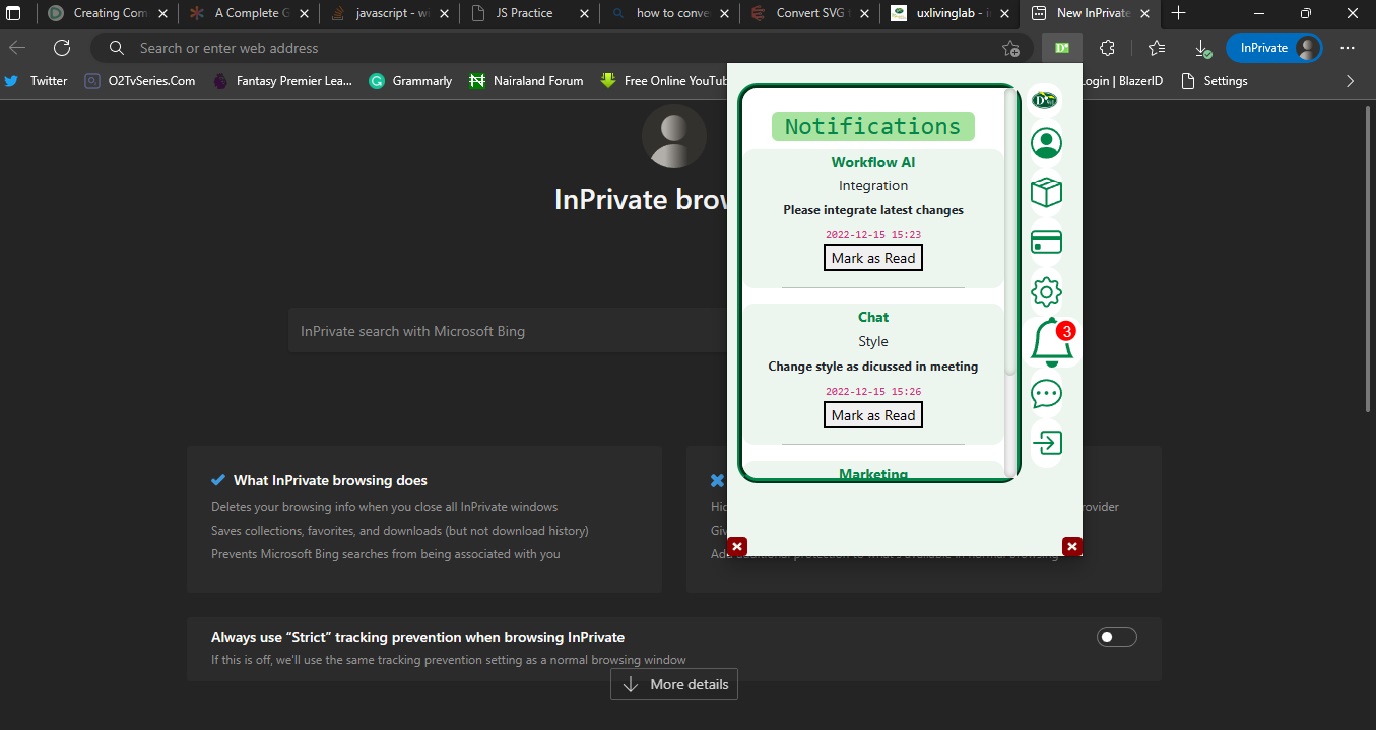 Creating Com
A Complete G
javascript - wi
JS Practice
how to conve
Convert SVG
uxlivinglab - i
New InPrivate
Search or enter web address
InPrivate
Twitter
O2TvSeries.Com
Fantasy Premier Lea...
Grammarly
Nairaland Forum
Free Online YouTub
Login | BlazerID
Settings
InPrivate brow
InPrivate search with Microsoft Bing
What InPrivate browsing does
Deletes your browsing info when you close all InPrivate windows
Saves collections, favorites, and downloads (but not download history)
Prevents Microsoft Bing searches from being associated with you
Hid
rovider
Giv
Always use “Strict” tracking prevention when browsing InPrivate
If this is off, we'll use the same tracking prevention setting as a normal browsing window
More details
Notifications
Workflow AI
Integration
Please integrate latest changes
2022-12-15 15:23
Mark as Read
Chat
Style
Change style as dicussed in meeting
2022-12-15 15:26
Mark as Read
Marketing
3